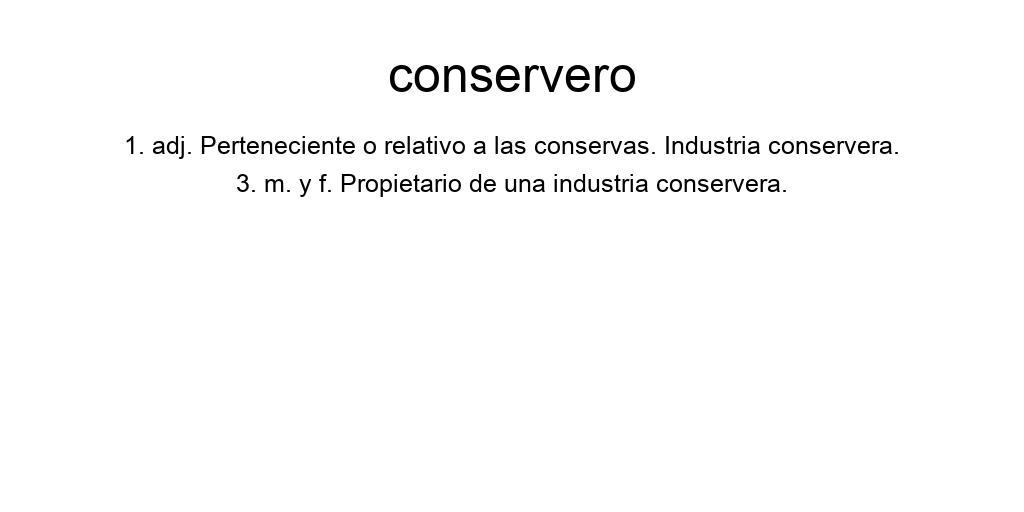 conservero
1. adj. Perteneciente o relativo a las conservas. Industria conservera.
3. m. y f. Propietario de una industria conservera.